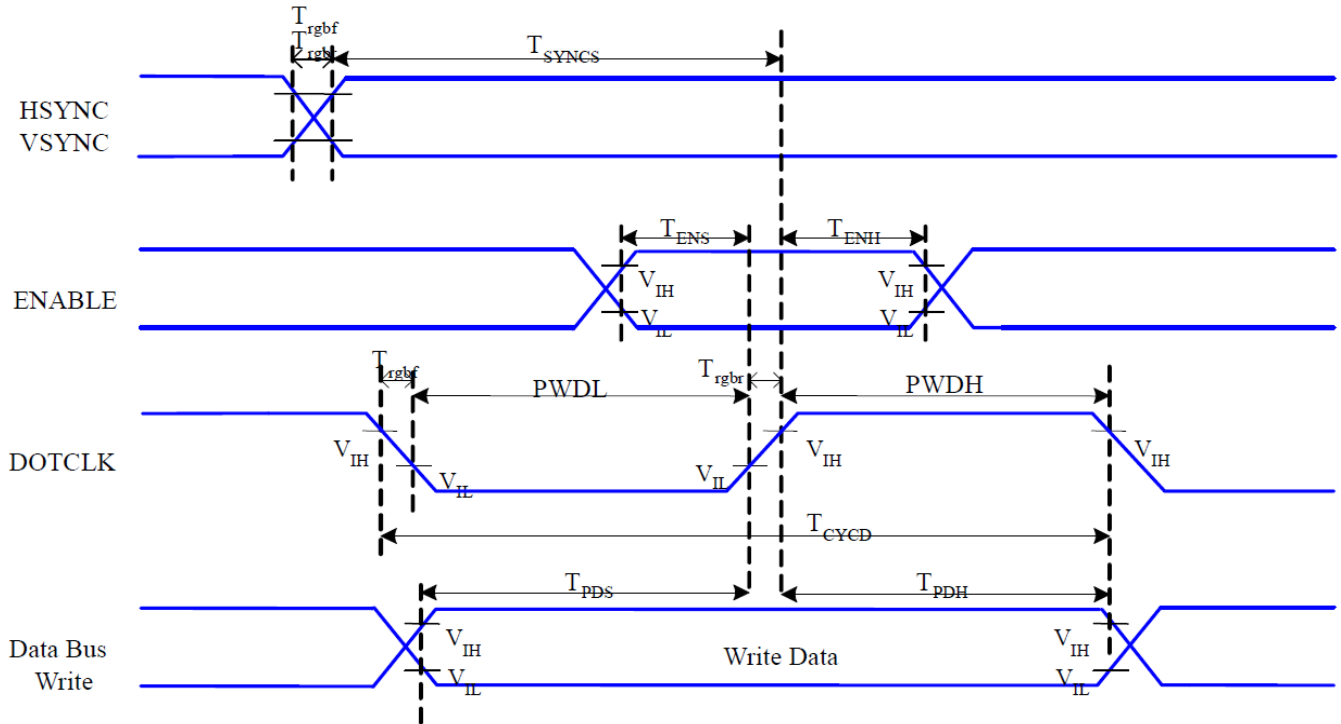 Trgbf
Trgbr
TSYNCS
HSYNC
VSYNC
TENS
TENH
VIH
VIH
ENABLE
VIL
VIL
Trgbf
Trgbr
PWDL
PWDH
VIH
VIH
VIH
DOTCLK
VIL
VIL
TCYCD
TPDS
TPDH
VIH
VIH
Data Bus
Write
Write Data
VIL
VIL